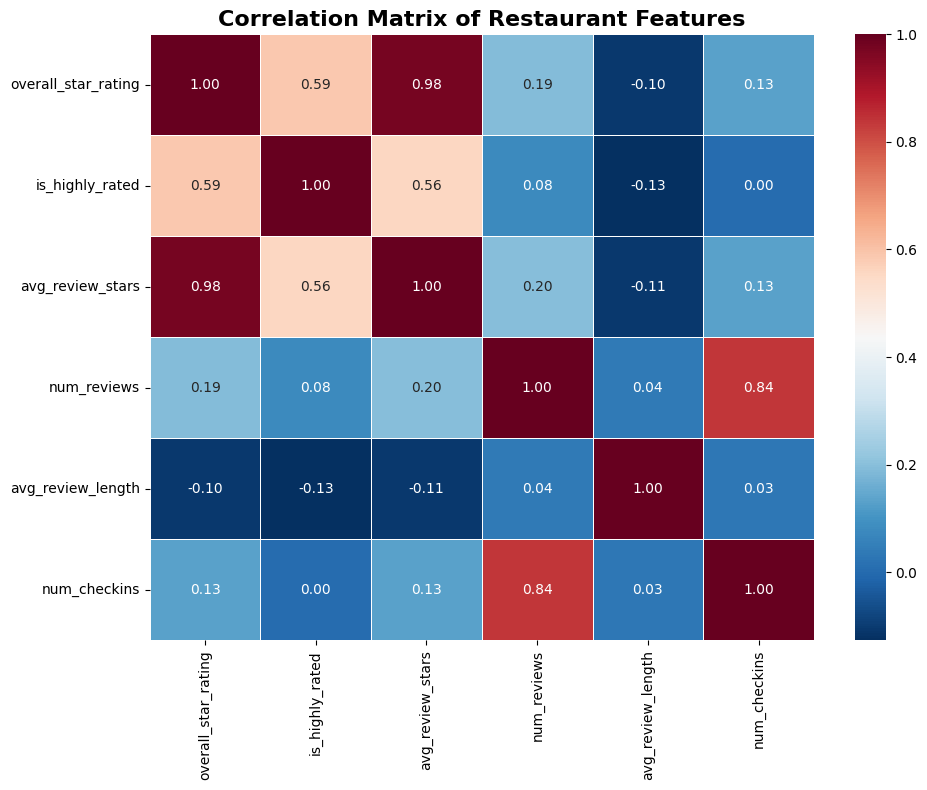 Correlation Matrix of Restaurant Features
overall_star_rating 1.00 0.59 0.98 0.19 -0.10 0.13
is_highly_rated 0.59 1.00 0.56 0.08 -0.13 0.00
avg_review_stars 0.98 0.56 1.00 0.20 -0.11 0.13
num_reviews 0.19 0.08 0.20 1.00 0.04 0.84
avg_review_length -0.10 -0.13 -0.11 0.04 1.00 0.03
num_checkins 0.13 0.00 0.13 0.84 0.03 1.00
overall_star_rating
is_highly_rated
avg_review_stars
num_reviews
avg_review_length
num_checkins
1.0
0.8
0.6
0.4
0.2
0.0